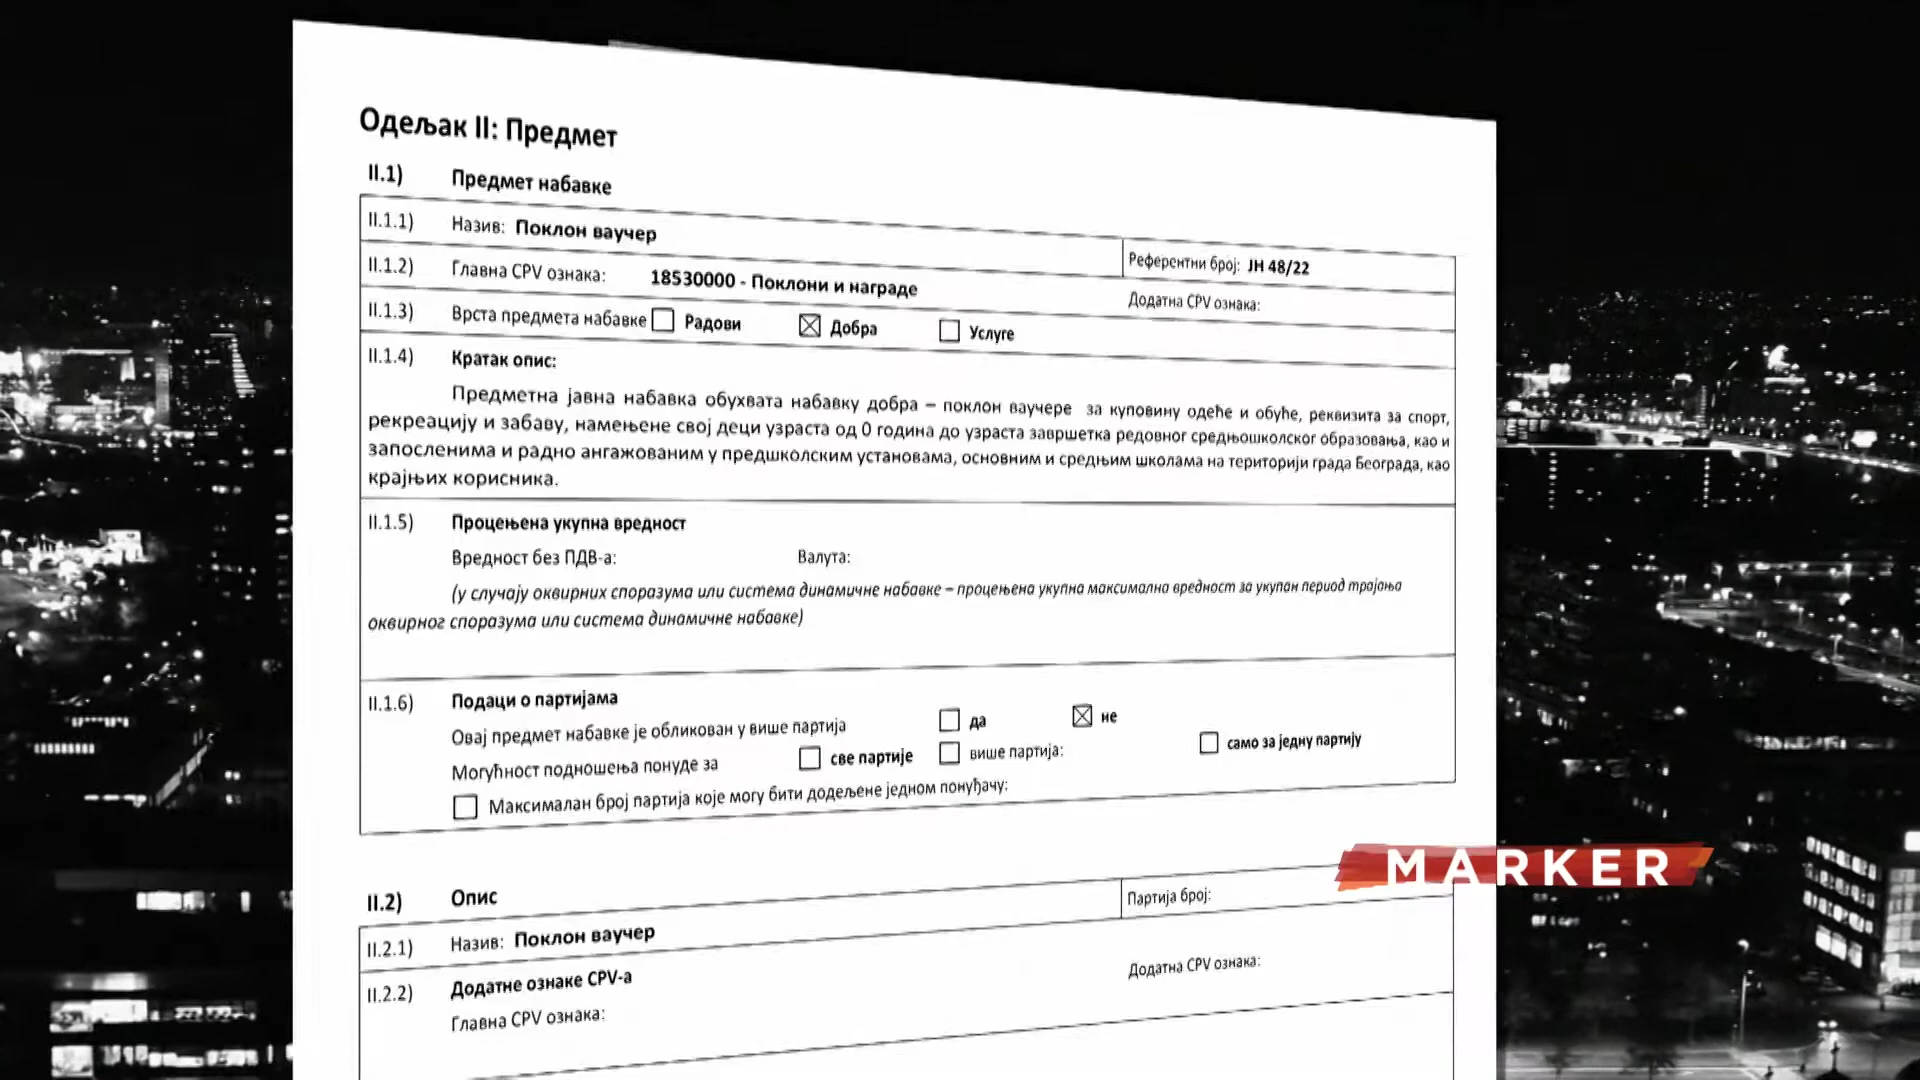 Одељак II: Предмет
II.1) Предмет набавке
II.1.1) Назив: Поклон ваучер
Референтни број: ЈН 48/22
II.1.2) Главна CPV ознака: 18530000 - Поклони и награде
Додатна CPV ознака:
II.1.3) Врста предмета набавке Радови Добра Услуге
II.1.4) Кратак опис:
Предметна јавна набавка обухвата набавку добра – поклон ваучере за куповину одеће и обуће, реквизита за спорт,
рекреацију и забаву, намењене свој деци узраста од 0 година до узраста завршетка редовног средњошколског образовања, као и
запосленима и радно ангажованим у предшколским установама, основним и средњим школама на територији града Београда, као
крајњих корисника.
II.1.5) Процењена укупна вредност
Вредност без ПДВ-а: Валута:
(у случају оквирних споразума или система динамичне набавке – процењена укупна максимална вредност за укупан период трајања
оквирног споразума или система динамичне набавке)
II.1.6) Подаци о партијама
Овај предмет набавке је обликован у више партија да не
Могућност подношења понуде за све партије више партија: само за једну партију
Максималан број партија које могу бити додељене једном понуђачу:
MARKER
II.2) Опис
Партија број:
II.2.1) Назив: Поклон ваучер
II.2.2) Додатне ознаке CPV-а
Додатна CPV ознака:
Главна CPV ознака: